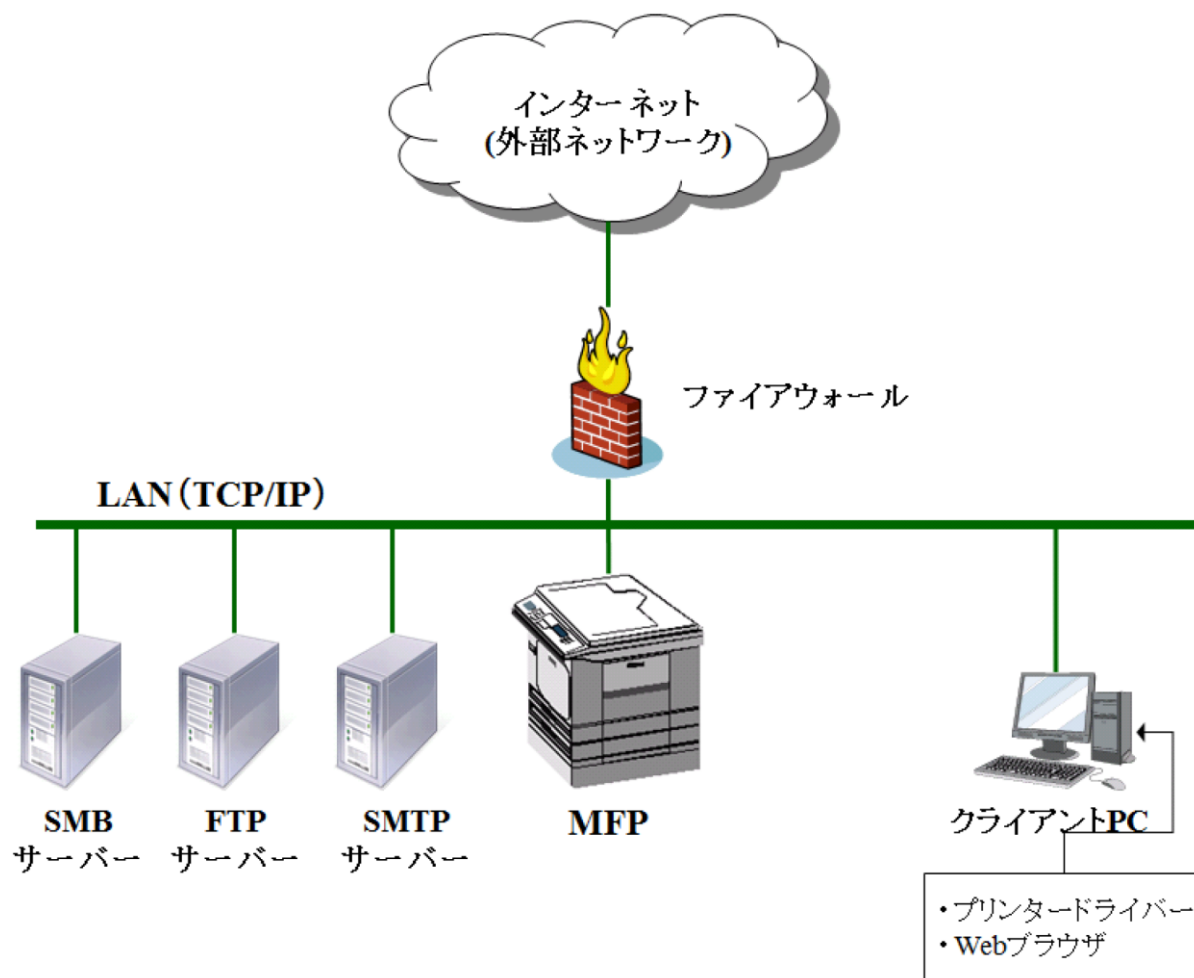 インターネット
(外部ネットワーク)
ファイアウォール
LAN（TCP/IP）
SMB
サーバー
FTP
サーバー
SMTP
サーバー
MFP
クライアントPC
・プリンタードライバー
・Webブラウザ